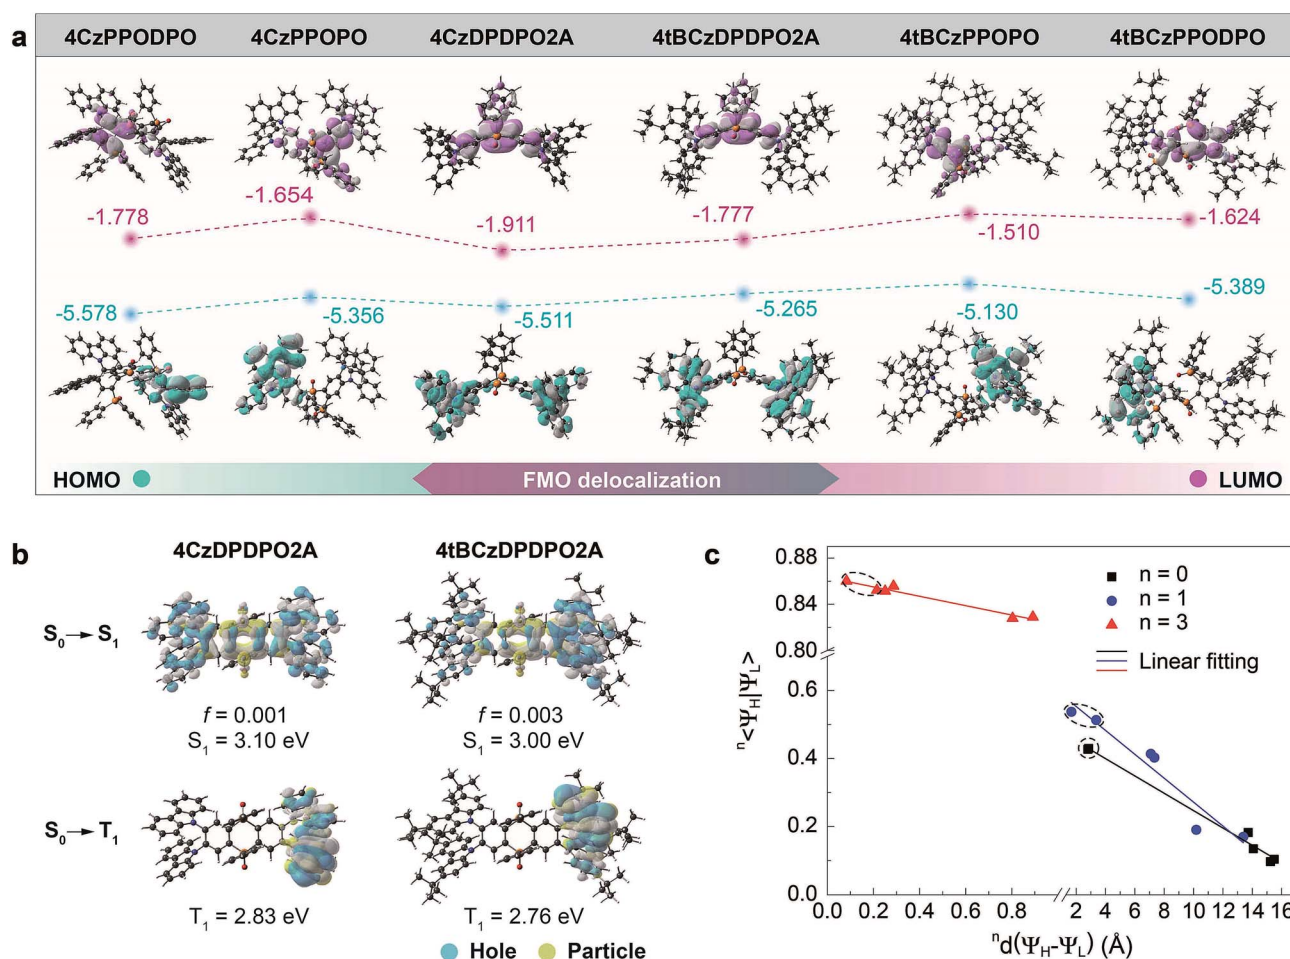 a
4CzPPODPO 4CzPPOPO 4CzDPDPO2A 4tBCzDPDPO2A 4tBCzPPOPO 4tBCzPPODPO
-1.778 -1.654 -1.911 -1.777 -1.510 -1.624
-5.578 -5.356 -5.511 -5.265 -5.130 -5.389
HOMO FMO delocalization LUMO
b
4CzDPDPO2A 4tBCzDPDPO2A
S₀→S₁
f = 0.001 f = 0.003
S₁ = 3.10 eV S₁ = 3.00 eV
S₀→T₁
T₁ = 2.83 eV T₁ = 2.76 eV
Hole Particle
c
0.88
0.84
0.80
0.6
0.4
0.2
0.0
ⁿ<Ψ_H|Ψ_L>
n = 0
n = 1
n = 3
Linear fitting
0.0 0.2 0.4 0.6 0.8 2 4 6 8 10 12 14 16
ⁿd(Ψ_H-Ψ_L) (Å)